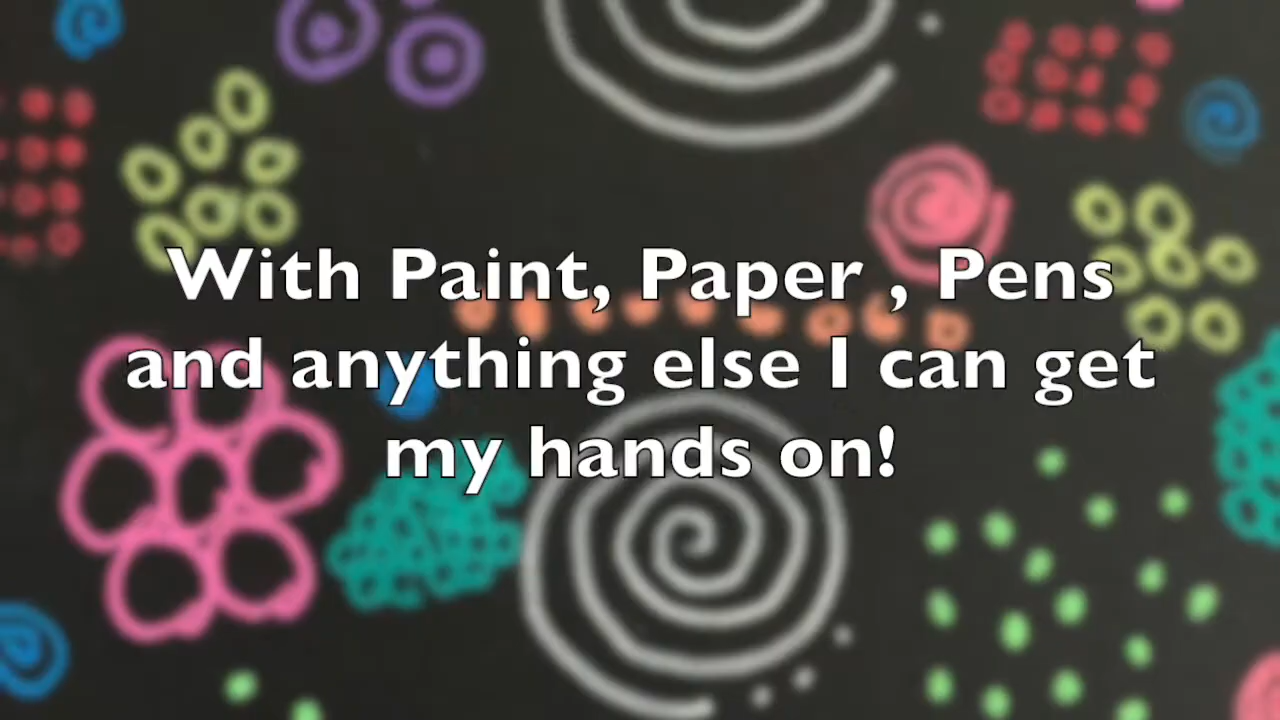 With Paint, Paper , Pens
and anything else I can get
my hands on!